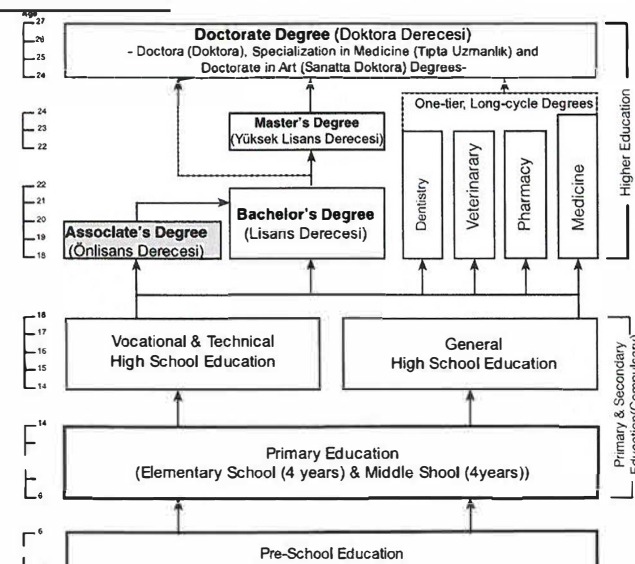 Age
27
26
25
24
Doctorate Degree (Doktora Derecesi)
- Doctora (Doktora), Specialization in Medicine (Tıpta Uzmanlık) and
Doctorate in Art (Sanatta Doktora) Degrees-
24
23
22
Master's Degree
(Yüksek Lisans Derecesi)
One-tier, Long-cycle Degrees
Dentistry
Veterinarary
Pharmacy
Medicine
Higher Education
22
21
20
19
18
Associate's Degree
(Önlisans Derecesi)
Bachelor's Degree
(Lisans Derecesi)
18
17
16
15
14
Vocational & Technical
High School Education
General
High School Education
Primary & Secondary
Education(Compulsory)
14
6
Primary Education
(Elementary School (4 years) & Middle Shool (4years))
6
Pre-School Education